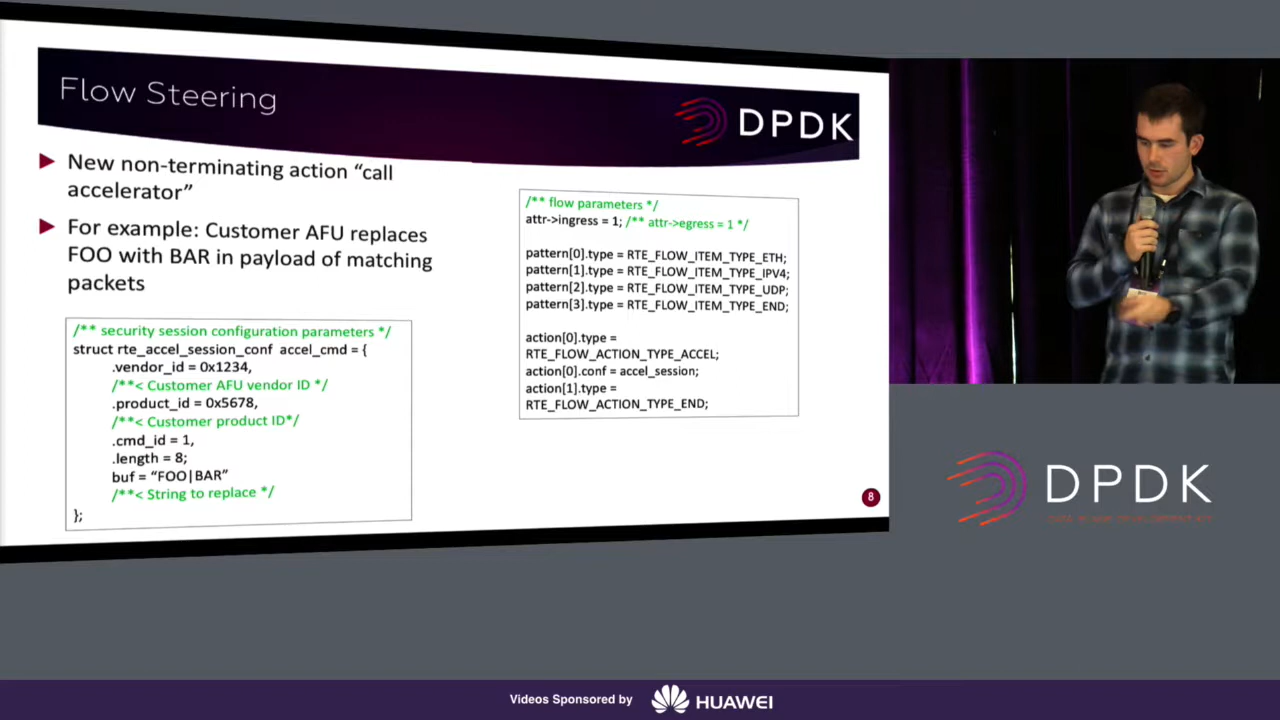 Flow Steering
DPDK
New non-terminating action “call
accelerator”
For example: Customer AFU replaces
FOO with BAR in payload of matching
packets
/** security session configuration parameters */
struct rte_accel_session_conf accel_cmd = {
.vendor_id = 0x1234,
/**< Customer AFU vendor ID */
.product_id = 0x5678,
/**< Customer product ID*/
.cmd_id = 1,
.length = 8;
buf = “FOO|BAR”
/**< String to replace */
};
/** flow parameters */
attr->ingress = 1; /** attr->egress = 1 */
pattern[0].type = RTE_FLOW_ITEM_TYPE_ETH;
pattern[1].type = RTE_FLOW_ITEM_TYPE_IPV4;
pattern[2].type = RTE_FLOW_ITEM_TYPE_UDP;
pattern[3].type = RTE_FLOW_ITEM_TYPE_END;
action[0].type =
RTE_FLOW_ACTION_TYPE_ACCEL;
action[0].conf = accel_session;
action[1].type =
RTE_FLOW_ACTION_TYPE_END;
8
DPDK
Videos Sponsored by
HUAWEI